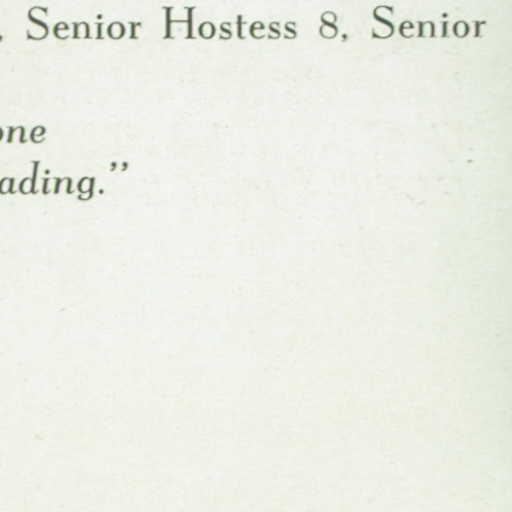 , Senior Hostess 8, Senior
one
ading.”